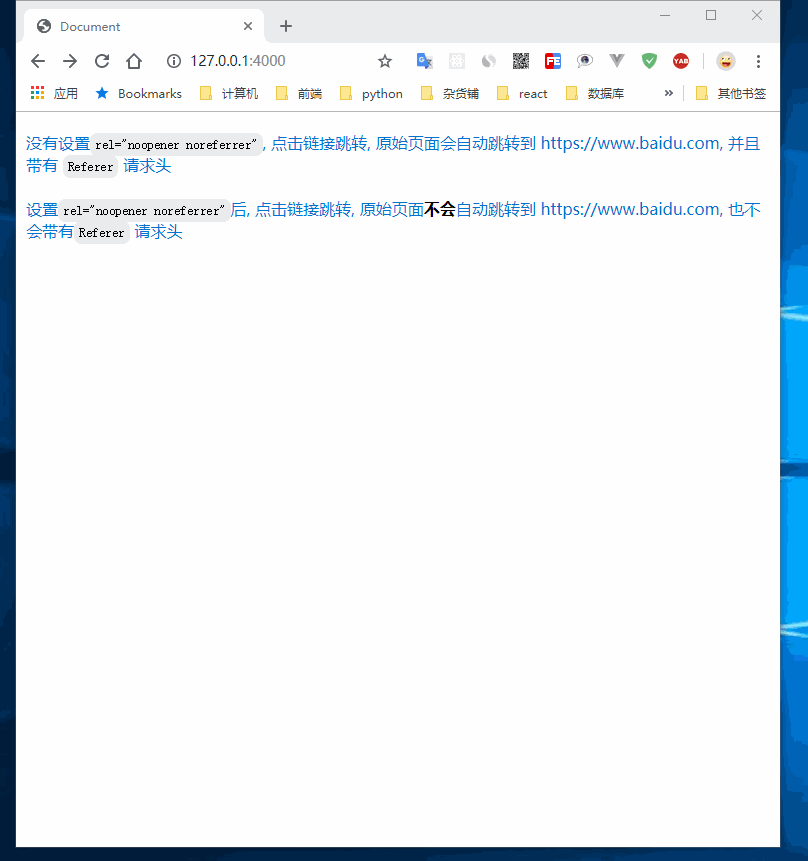 Document
127.0.0.1:4000
FE
YAB
应用 Bookmarks 计算机 前端 python 杂货铺 react 数据库 » 其他书签
没有设置 rel="noopener noreferrer" , 点击链接跳转, 原始页面会自动跳转到 https://www.baidu.com, 并且
带有 Referer 请求头
设置 rel="noopener noreferrer" 后, 点击链接跳转, 原始页面不会自动跳转到 https://www.baidu.com, 也不
会带有 Referer 请求头